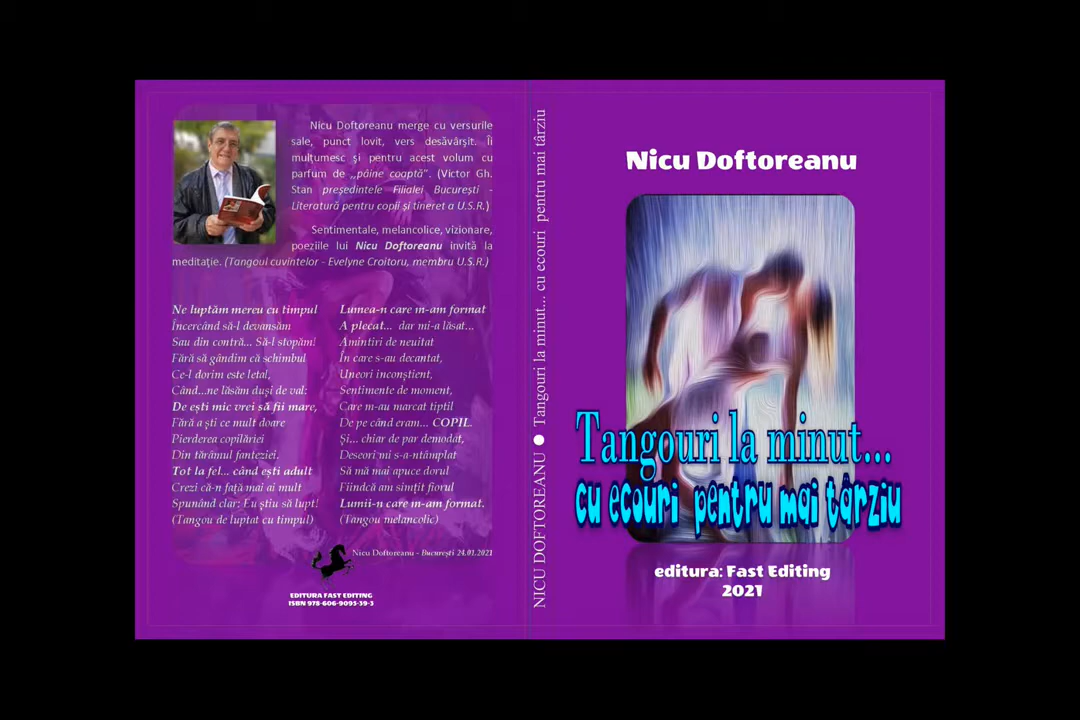 Nicu Doftoreanu merge cu versurile
sale, punct lovit, vers desăvârșit. Îi
mulțumesc și pentru acest volum cu
parfum de „pâine coaptă”. (Victor Gh.
Stan președintele Filialei București -
Literatură pentru copii și tineret a U.S.R.)
Sentimentale, melancolice, vizionare,
poeziile lui Nicu Doftoreanu invită la
meditație. (Tangoul cuvintelor - Evelyne Croitoru, membru U.S.R.)
Ne luptăm mereu cu timpul
Încercând să-l devansăm
Sau din contră... Să-l stopăm!
Fără să gândim că schimbul
Ce-l dorim este letal,
Când...ne lăsăm duși de val:
De ești mic vrei să fii mare,
Fără a ști ce mult doare
Pierderea copilăriei
Din tărâmul fanteziei.
Tot la fel... când ești adult
Crezi că-n față mai ai mult
Spunând clar: Eu știu să lupt!
(Tangou de luptat cu timpul)
Lumea-n care m-am format
A plecat... dar mi-a lăsat...
Amintiri de neuitat
În care s-au decantat,
Uneori inconștient,
Sentimente de moment,
Care m-au marcat tiptil
De pe când eram... COPIL.
Și... chiar de par demodat,
Deseori mi s-a-ntâmplat
Să mă mai apuce dorul
Fiindcă am simțit fiorul
Lumii-n care m-am format.
(Tangou melancolic)
Nicu Doftoreanu - București 24.01.2021
EDITURA FAST EDITING
ISBN 978-606-9093-39-3
NICU DOFTOREANU ● Tangouri la minut... cu ecouri pentru mai târziu
Nicu Doftoreanu
Tangouri la minut...
cu ecouri pentru mai târziu
editura: Fast Editing
2021